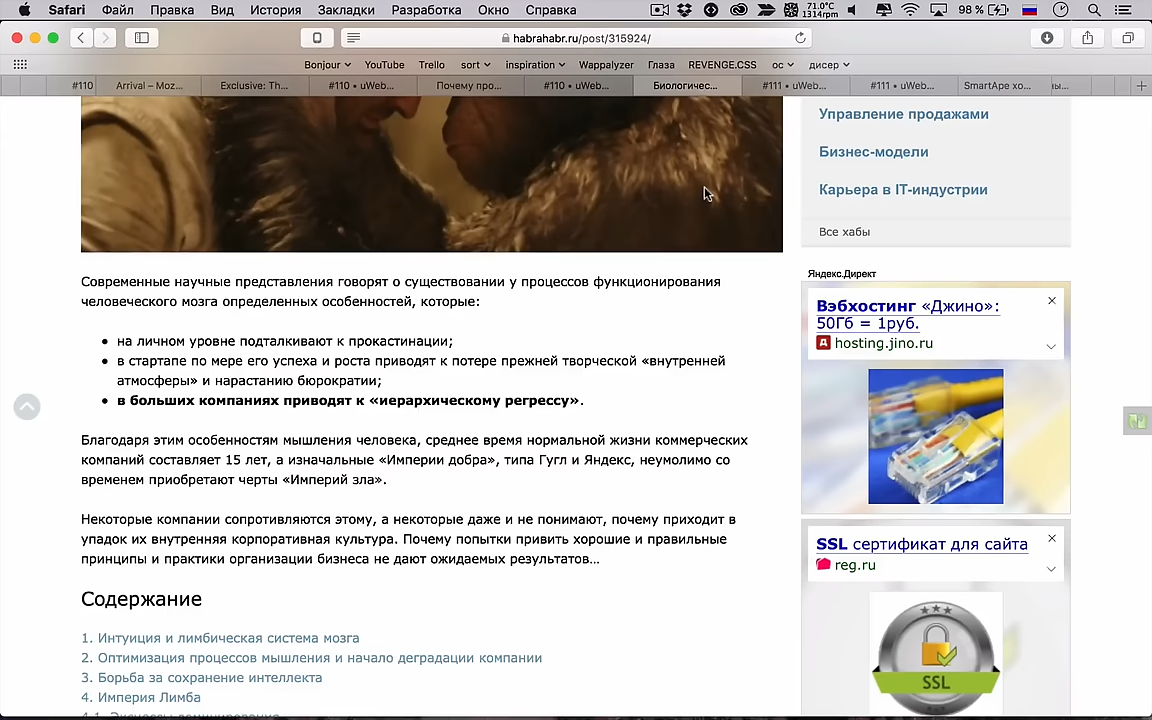 Safari Файл Правка Вид История Закладки Разработка Окно Справка 71.0°C 1314rpm 98 %
habrahabr.ru/post/315924/
Bonjour YouTube Trello sort inspiration Wappalyzer Глаза REVENGE.CSS ос дисер
#110 Arrival – Moz... Exclusive: Th... #110 • uWeb... Почему про... #110 • uWeb... Биологичес... #111 • uWeb... #111 • uWeb... SmartApe хо...
Управление продажами
Бизнес-модели
Карьера в IT-индустрии
Все хабы
Современные научные представления говорят о существовании у процессов функционирования
человеческого мозга определенных особенностей, которые:
на личном уровне подталкивают к прокастинации;
в стартапе по мере его успеха и роста приводят к потере прежней творческой «внутренней
атмосферы» и нарастанию бюрократии;
в больших компаниях приводят к «иерархическому регрессу».
Благодаря этим особенностям мышления человека, среднее время нормальной жизни коммерческих
компаний составляет 15 лет, а изначальные «Империи добра», типа Гугл и Яндекс, неумолимо со
временем приобретают черты «Империй зла».
Некоторые компании сопротивляются этому, а некоторые даже и не понимают, почему приходит в
упадок их внутренняя корпоративная культура. Почему попытки привить хорошие и правильные
принципы и практики организации бизнеса не дают ожидаемых результатов...
Содержание
1. Интуиция и лимбическая система мозга
2. Оптимизация процессов мышления и начало деградации компании
3. Борьба за сохранение интеллекта
4. Империя Лимба
4.1. Экспессы доминирование
Яндекс.Директ
Вэбхостинг «Джино»:
50Гб = 1руб.
hosting.jino.ru
SSL сертификат для сайта
reg.ru
SSL